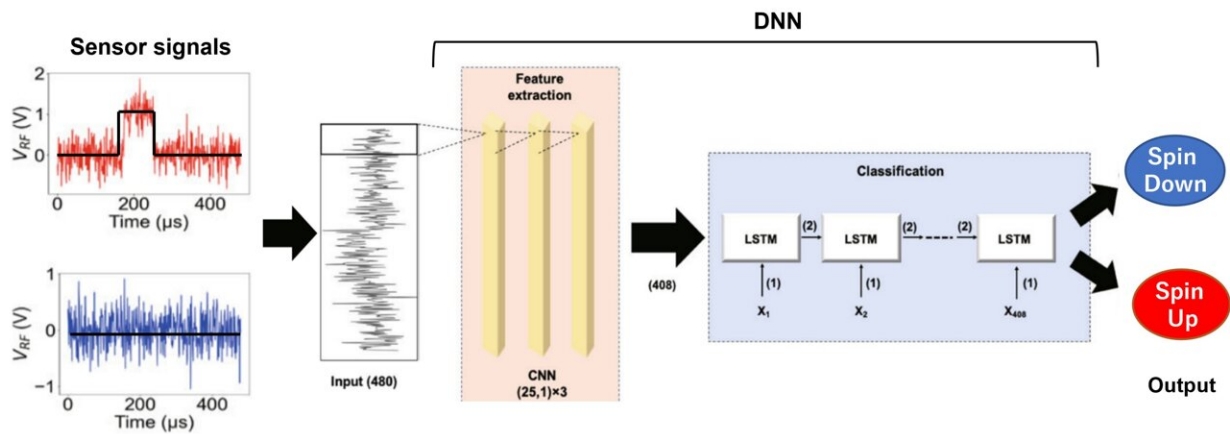 DNN
Sensor signals
2
1
0
V_RF (V)
0 200 400
Time (μs)
1
0
−1
V_RF (V)
0 200 400
Time (μs)
Input (480)
Feature
extraction
CNN
(25,1)×3
(408)
Classification
LSTM
(2)
LSTM
(2)
(2)
LSTM
(1)
(1)
(1)
X₁
X₂
X₄₀₈
Spin
Down
Spin
Up
Output